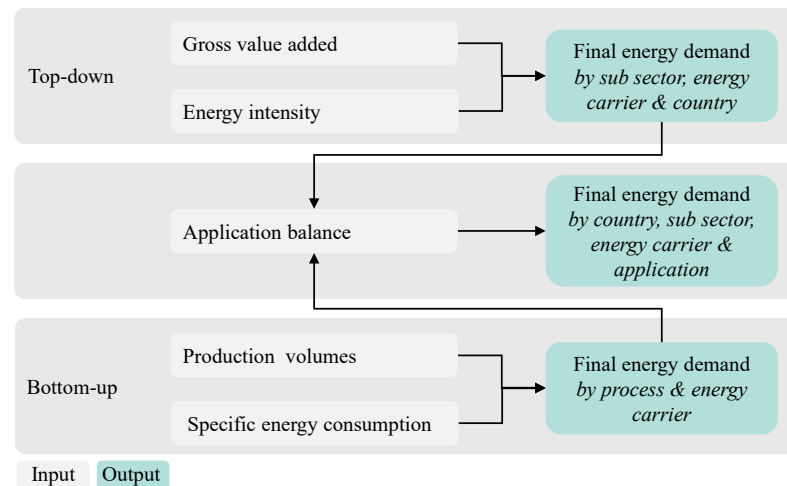 Top-down
Gross value added
Energy intensity
Final energy demand
by sub sector, energy
carrier & country
Application balance
Final energy demand
by country, sub sector,
energy carrier &
application
Bottom-up
Production volumes
Specific energy consumption
Final energy demand
by process & energy
carrier
Input
Output